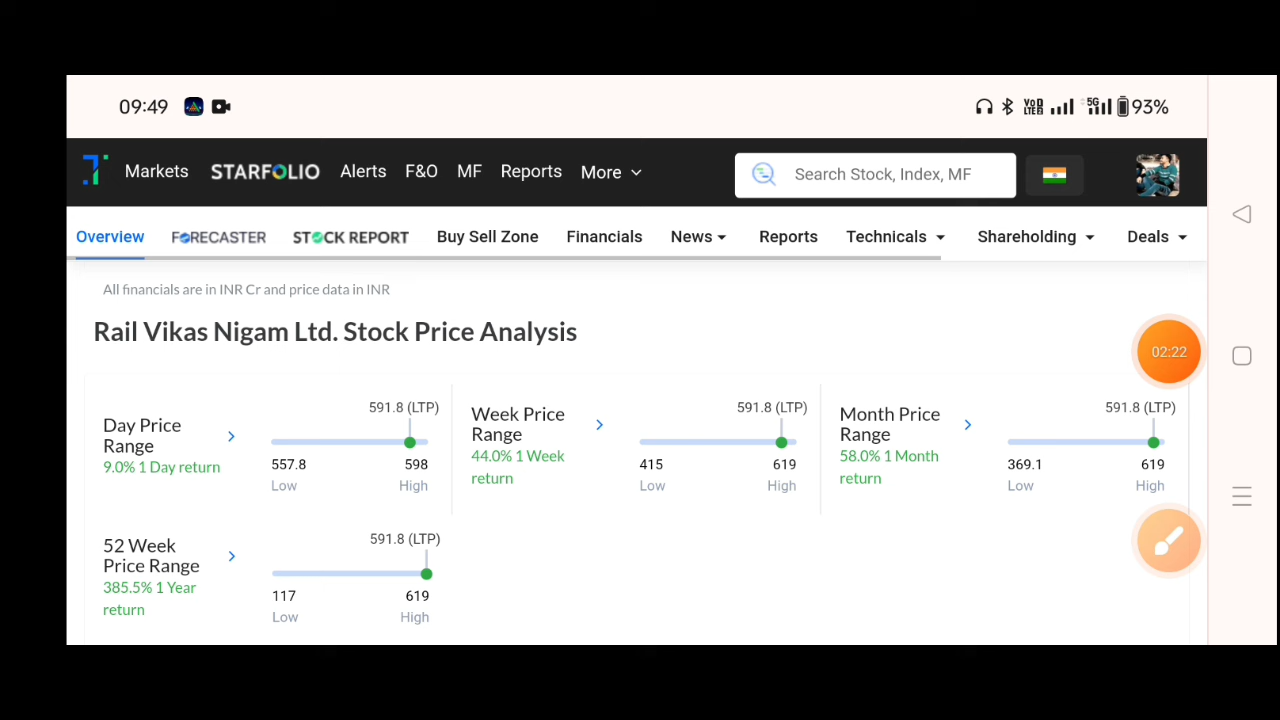 09:49
VoD LTED 5G 93%
Markets STARFOLIO Alerts F&O MF Reports More Search Stock, Index, MF
Overview FORECASTER STOCK REPORT Buy Sell Zone Financials News Reports Technicals Shareholding Deals
All financials are in INR Cr and price data in INR
Rail Vikas Nigam Ltd. Stock Price Analysis
02:22
Day Price
Range
9.0% 1 Day return
591.8 (LTP)
557.8 598
Low High
Week Price
Range
44.0% 1 Week
return
591.8 (LTP)
415 619
Low High
Month Price
Range
58.0% 1 Month
return
591.8 (LTP)
369.1 619
Low High
52 Week
Price Range
385.5% 1 Year
return
591.8 (LTP)
117 619
Low High